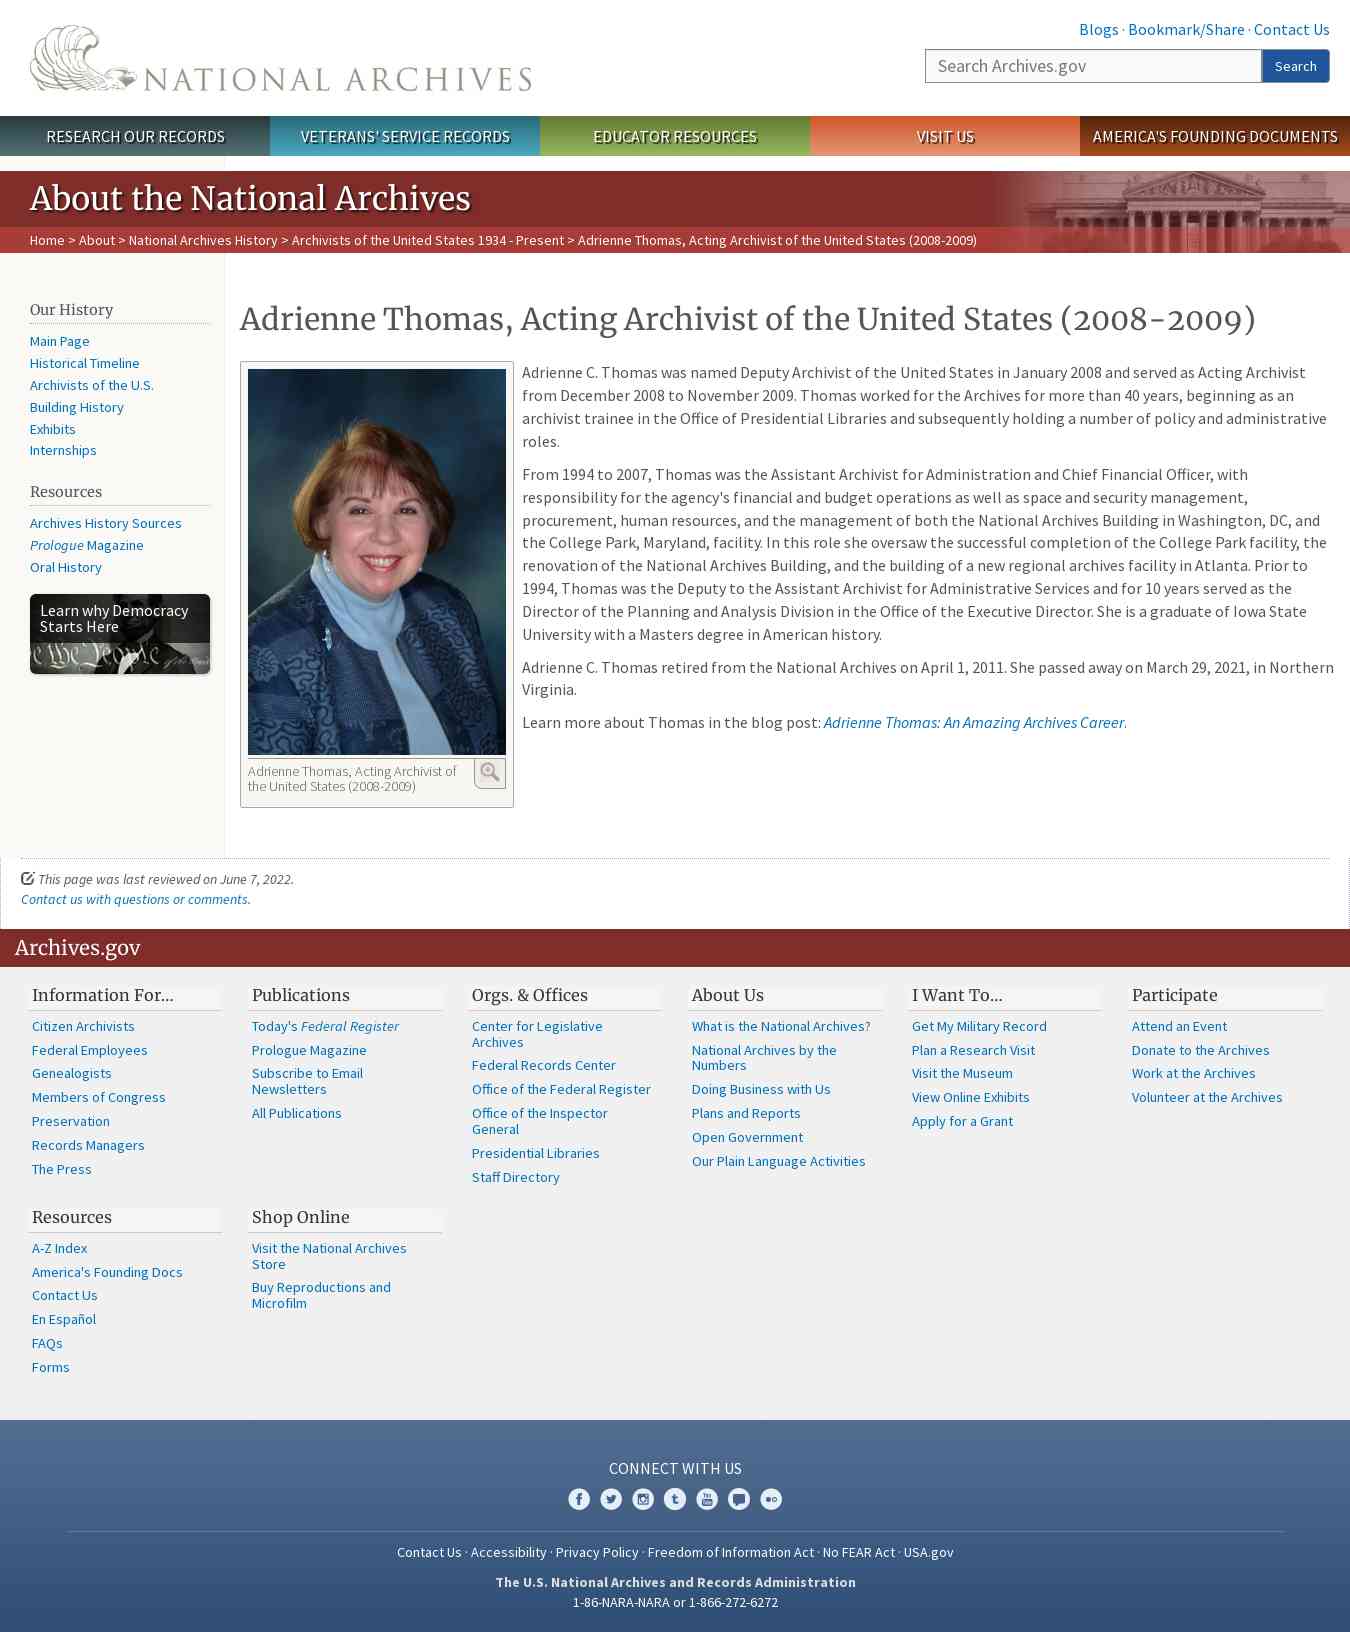 Blogs · Bookmark/Share · Contact Us
NATIONAL ARCHIVES
Search Archives.gov
Search
RESEARCH OUR RECORDS
VETERANS' SERVICE RECORDS
EDUCATOR RESOURCES
VISIT US
AMERICA'S FOUNDING DOCUMENTS
About the National Archives
Home > About > National Archives History > Archivists of the United States 1934 - Present > Adrienne Thomas, Acting Archivist of the United States (2008-2009)
Our History
Main Page
Historical Timeline
Archivists of the U.S.
Building History
Exhibits
Internships
Resources
Archives History Sources
Prologue Magazine
Oral History
Learn why Democracy
Starts Here
e the People
Adrienne Thomas, Acting Archivist of the United States (2008-2009)
Adrienne Thomas, Acting Archivist of
the United States (2008-2009)
Adrienne C. Thomas was named Deputy Archivist of the United States in January 2008 and served as Acting Archivist
from December 2008 to November 2009. Thomas worked for the Archives for more than 40 years, beginning as an
archivist trainee in the Office of Presidential Libraries and subsequently holding a number of policy and administrative
roles.
From 1994 to 2007, Thomas was the Assistant Archivist for Administration and Chief Financial Officer, with
responsibility for the agency's financial and budget operations as well as space and security management,
procurement, human resources, and the management of both the National Archives Building in Washington, DC, and
the College Park, Maryland, facility. In this role she oversaw the successful completion of the College Park facility, the
renovation of the National Archives Building, and the building of a new regional archives facility in Atlanta. Prior to
1994, Thomas was the Deputy to the Assistant Archivist for Administrative Services and for 10 years served as the
Director of the Planning and Analysis Division in the Office of the Executive Director. She is a graduate of Iowa State
University with a Masters degree in American history.
Adrienne C. Thomas retired from the National Archives on April 1, 2011. She passed away on March 29, 2021, in Northern
Virginia.
Learn more about Thomas in the blog post: Adrienne Thomas: An Amazing Archives Career.
This page was last reviewed on June 7, 2022.
Contact us with questions or comments.
Archives.gov
Information For…
Citizen Archivists
Federal Employees
Genealogists
Members of Congress
Preservation
Records Managers
The Press
Publications
Today's Federal Register
Prologue Magazine
Subscribe to Email
Newsletters
All Publications
Orgs. & Offices
Center for Legislative
Archives
Federal Records Center
Office of the Federal Register
Office of the Inspector
General
Presidential Libraries
Staff Directory
About Us
What is the National Archives?
National Archives by the
Numbers
Doing Business with Us
Plans and Reports
Open Government
Our Plain Language Activities
I Want To…
Get My Military Record
Plan a Research Visit
Visit the Museum
View Online Exhibits
Apply for a Grant
Participate
Attend an Event
Donate to the Archives
Work at the Archives
Volunteer at the Archives
Resources
A-Z Index
America's Founding Docs
Contact Us
En Español
FAQs
Forms
Shop Online
Visit the National Archives
Store
Buy Reproductions and
Microfilm
CONNECT WITH US
Contact Us · Accessibility · Privacy Policy · Freedom of Information Act · No FEAR Act · USA.gov
The U.S. National Archives and Records Administration
1-86-NARA-NARA or 1-866-272-6272